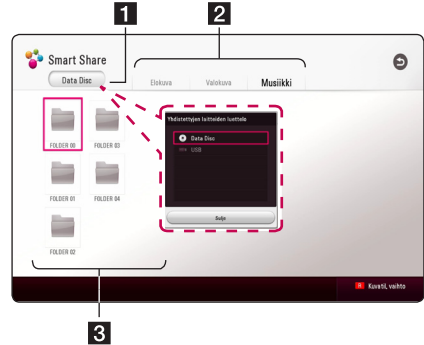 1
2
Smart Share
Data Disc
Elokuva
Valokuva
Musiikki
Yhdistettyjen laitteiden luettelo
Data Disc
USB
Sulje
FOLDER 00
FOLDER 03
FOLDER 01
FOLDER 04
FOLDER 02
R Kuvatil. vaihto
3